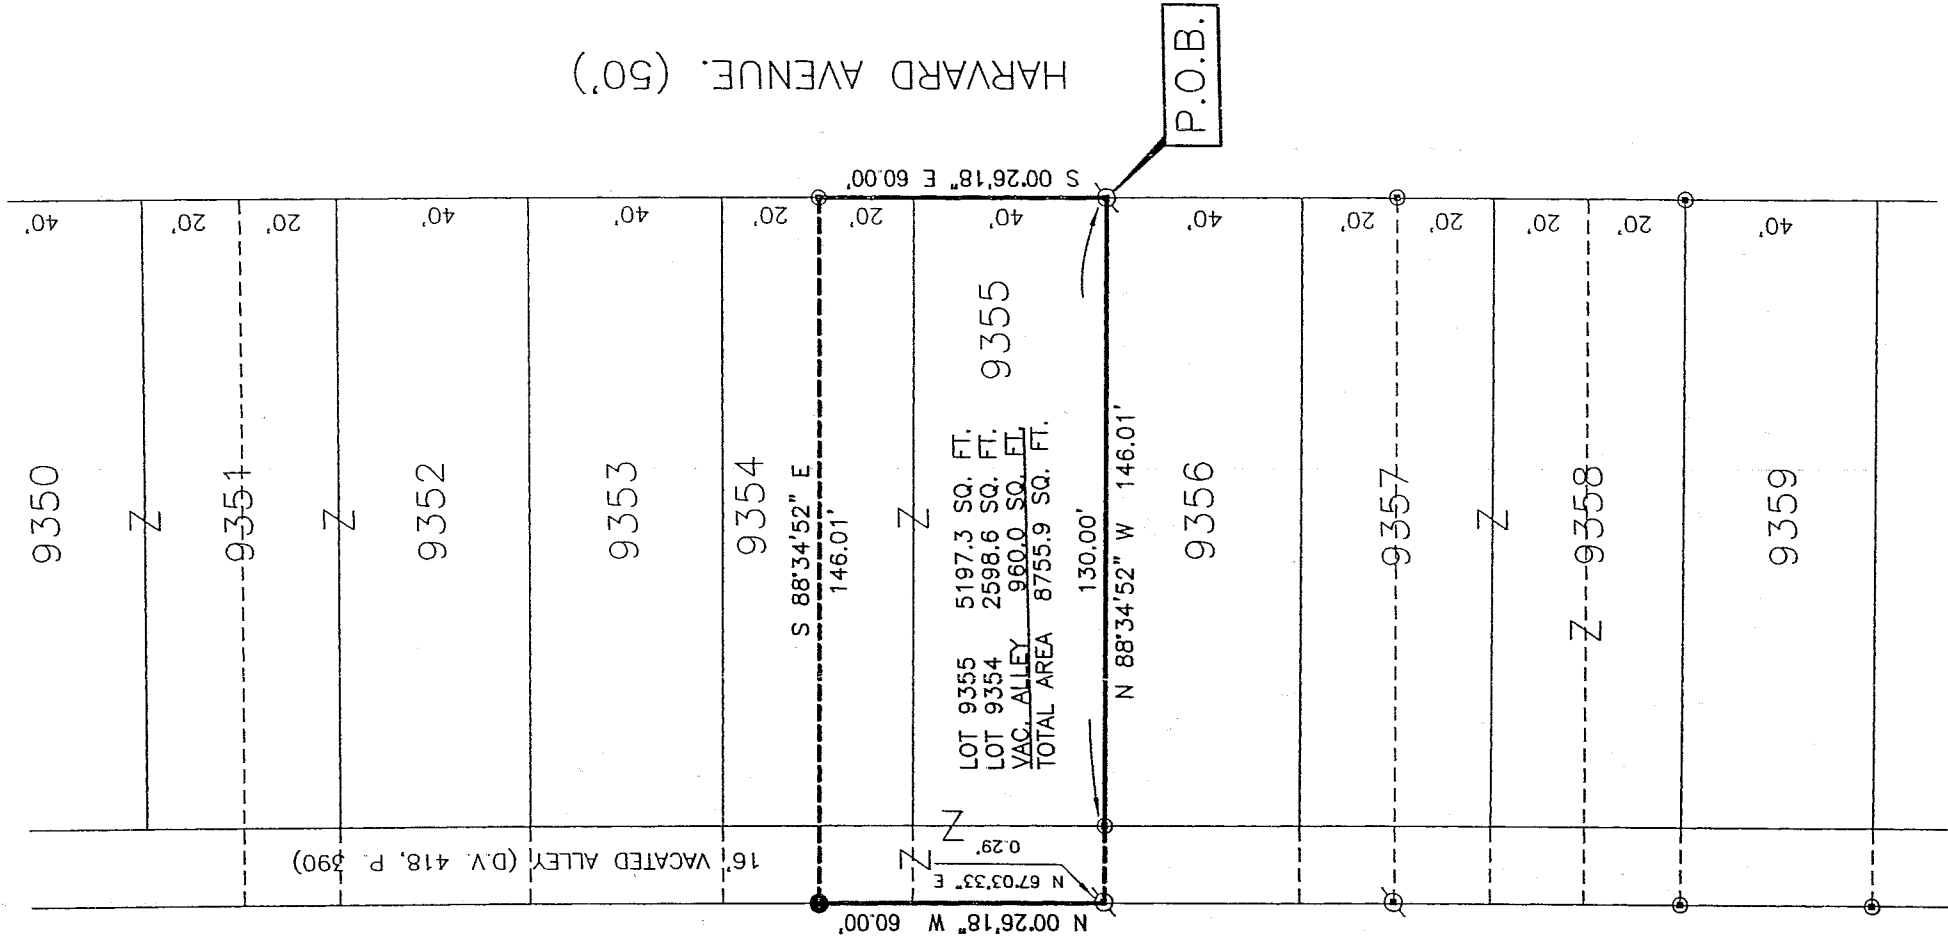 HARVARD AVENUE. (50')
P.O.B.
S 00°26'18" E 60.00'
40'
20'
20'
40'
40'
20'
20'
40'
40'
20'
20'
20'
20'
40'
9350
Z
9351
Z
9352
9353
9354
S 88°34'52" E
146.01'
Z
9355
LOT 9355 5197.3 SQ. FT.
LOT 9354 2598.6 SQ. FT.
VAC. ALLEY 960.0 SQ. FT.
TOTAL AREA 8755.9 SQ. FT.
130.00'
N 88°34'52" W 146.01'
9356
9357
Z
9358
Z
9359
16' VACATED ALLEY (D.V. 418, P. 390)
Z
Z
0.29'
N 67°03'33" E
N 00°26'18" W 60.00'